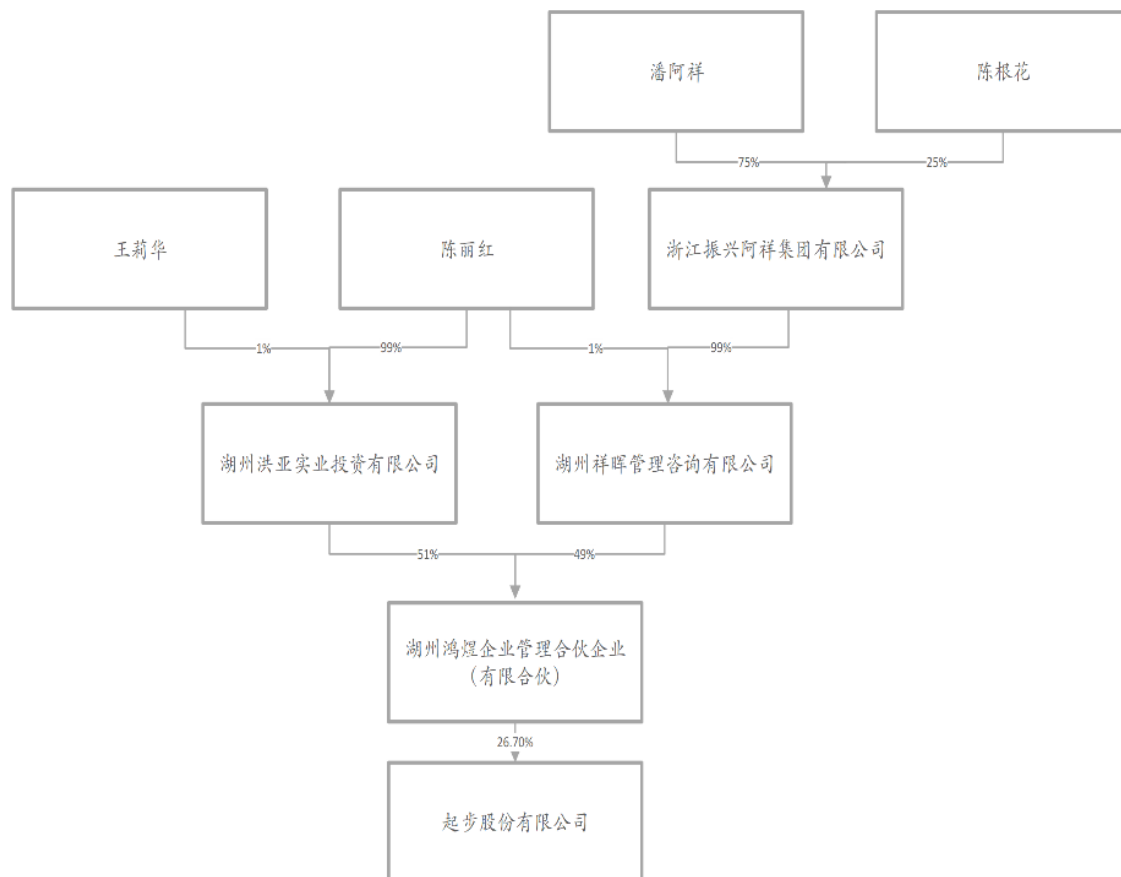 潘阿祥
陈根花
75%
25%
王莉华
陈丽红
浙江振兴阿祥集团有限公司
1%
99%
1%
99%
湖州洪亚实业投资有限公司
湖州祥晖管理咨询有限公司
51%
49%
湖州鸿煜企业管理合伙企业
（有限合伙）
26.70%
起步股份有限公司